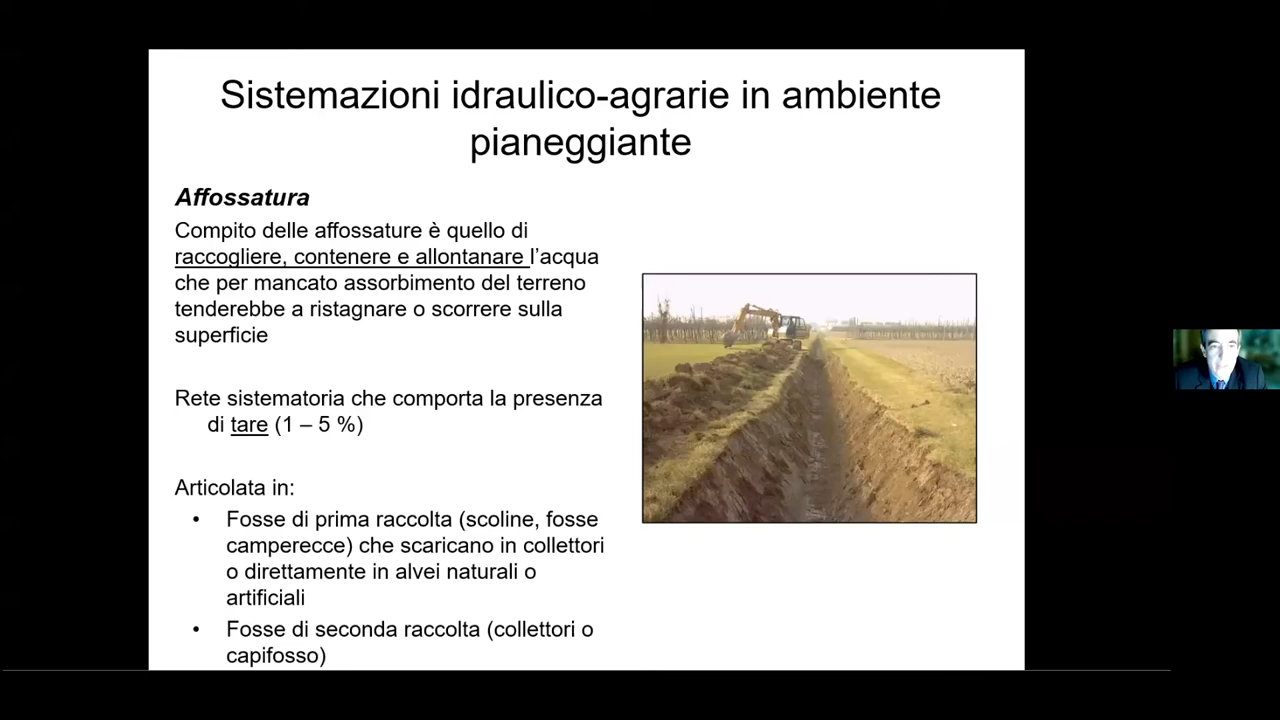 Sistemazioni idraulico-agrarie in ambiente
pianeggiante
Affossatura
Compito delle affossature è quello di
raccogliere, contenere e allontanare l’acqua
che per mancato assorbimento del terreno
tenderebbe a ristagnare o scorrere sulla
superficie
Rete sistematoria che comporta la presenza
di tare (1 – 5 %)
Articolata in:
• Fosse di prima raccolta (scoline, fosse
camperecce) che scaricano in collettori
o direttamente in alvei naturali o
artificiali
• Fosse di seconda raccolta (collettori o
capifosso)